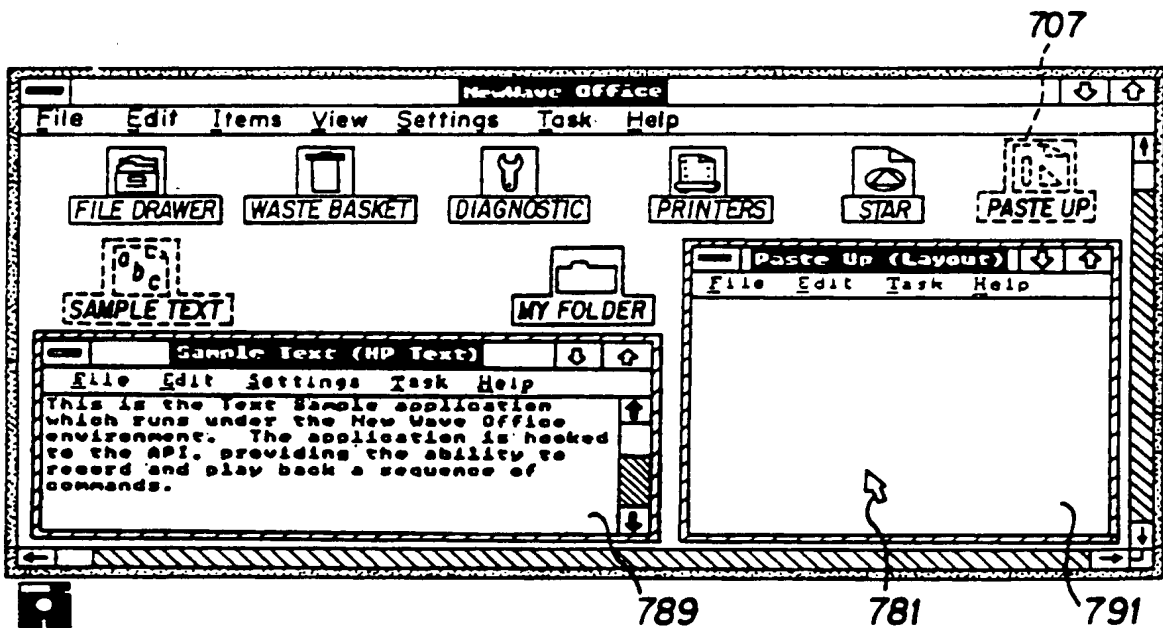 707
NewWave Office
File Edit Items View Settings Task Help
FILE DRAWER WASTE BASKET DIAGNOSTIC PRINTERS STAR PASTE UP
a b c c
SAMPLE TEXT MY FOLDER
Paste Up (Layout)
File Edit Task Help
Sample Text (HP Text)
File Edit Settings Task Help
This is the Text Sample application
which runs under the New Wave Office
environment. The application is hooked
to the API, providing the ability to
record and play back a sequence of
commands.
789 781 791